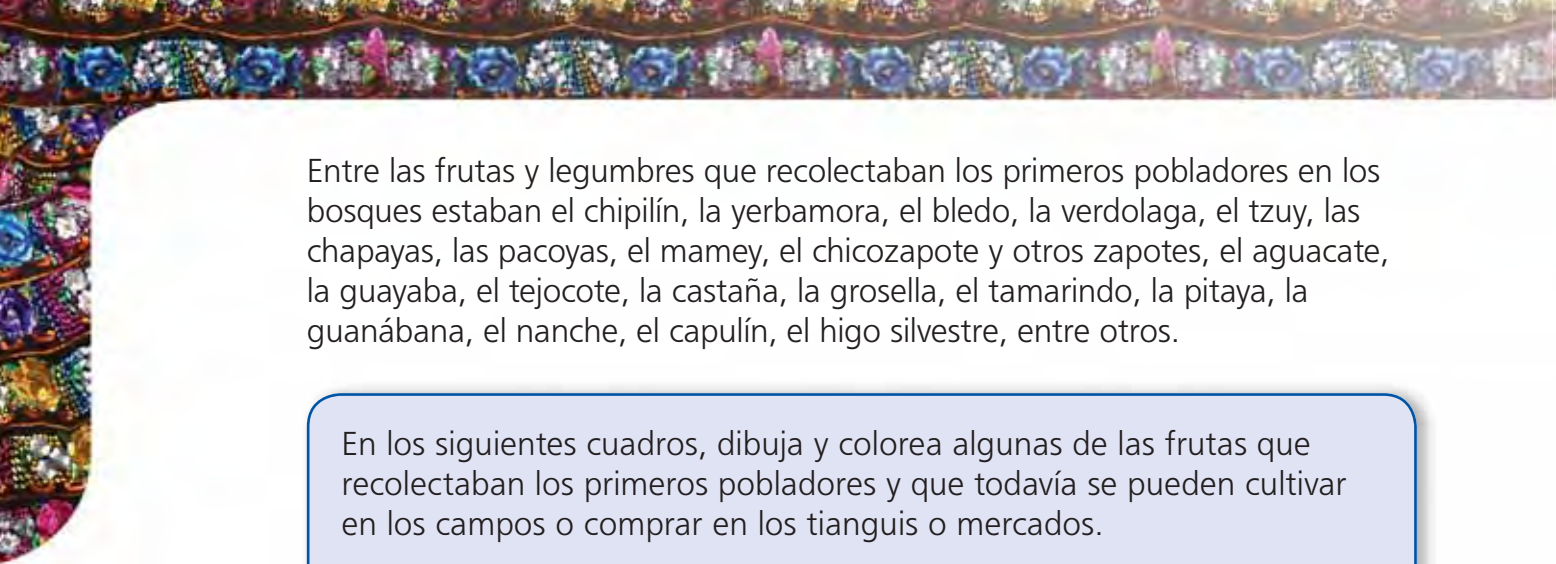 Entre las frutas y legumbres que recolectaban los primeros pobladores en los
bosques estaban el chipilín, la yerbamora, el bledo, la verdolaga, el tzuy, las
chapayas, las pacoyas, el mamey, el chicozapote y otros zapotes, el aguacate,
la guayaba, el tejocote, la castaña, la grosella, el tamarindo, la pitaya, la
guanábana, el nanche, el capulín, el higo silvestre, entre otros.
En los siguientes cuadros, dibuja y colorea algunas de las frutas que
recolectaban los primeros pobladores y que todavía se pueden cultivar
en los campos o comprar en los tianguis o mercados.